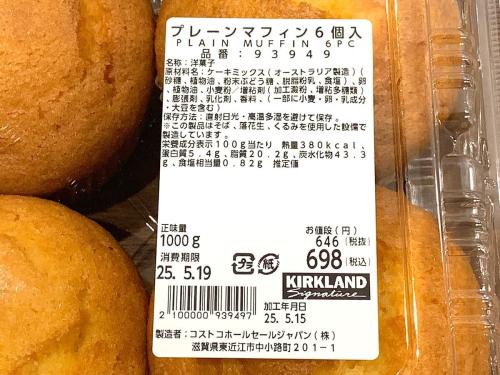 プレーンマフィン6個入
PLAIN MUFFIN 6PC
品番:93949
名称:洋菓子
原材料名:ケーキミックス(オーストラリア製造)(
砂糖、植物油、粉末ぶどう糖、脱脂粉乳、食塩)、卵
、植物油、小麦粉/増粘剤(加工澱粉、増粘多糖類)
、膨張剤、乳化剤、香料、(一部に小麦・卵・乳成分
・大豆を含む)
保存方法:直射日光・高温多湿を避けて保存。
※この製品はそば、落花生、くるみを使用した設備で
製造しています。
栄養成分表示100g当たり 熱量380kcal、
蛋白質5.4g、脂質20.2g、炭水化物43.3
g、食塩相当量0.82g 推定値
正味量
1000g
お値段(円)
646(税抜)
消費期限
698(税込)
25.5.19
プラ
紙
KIRKLAND
Signature
加工年月日
25.5.15
2100000939497
製造者:コストコホールセールジャパン(株)
滋賀県東近江市中小路町201-1